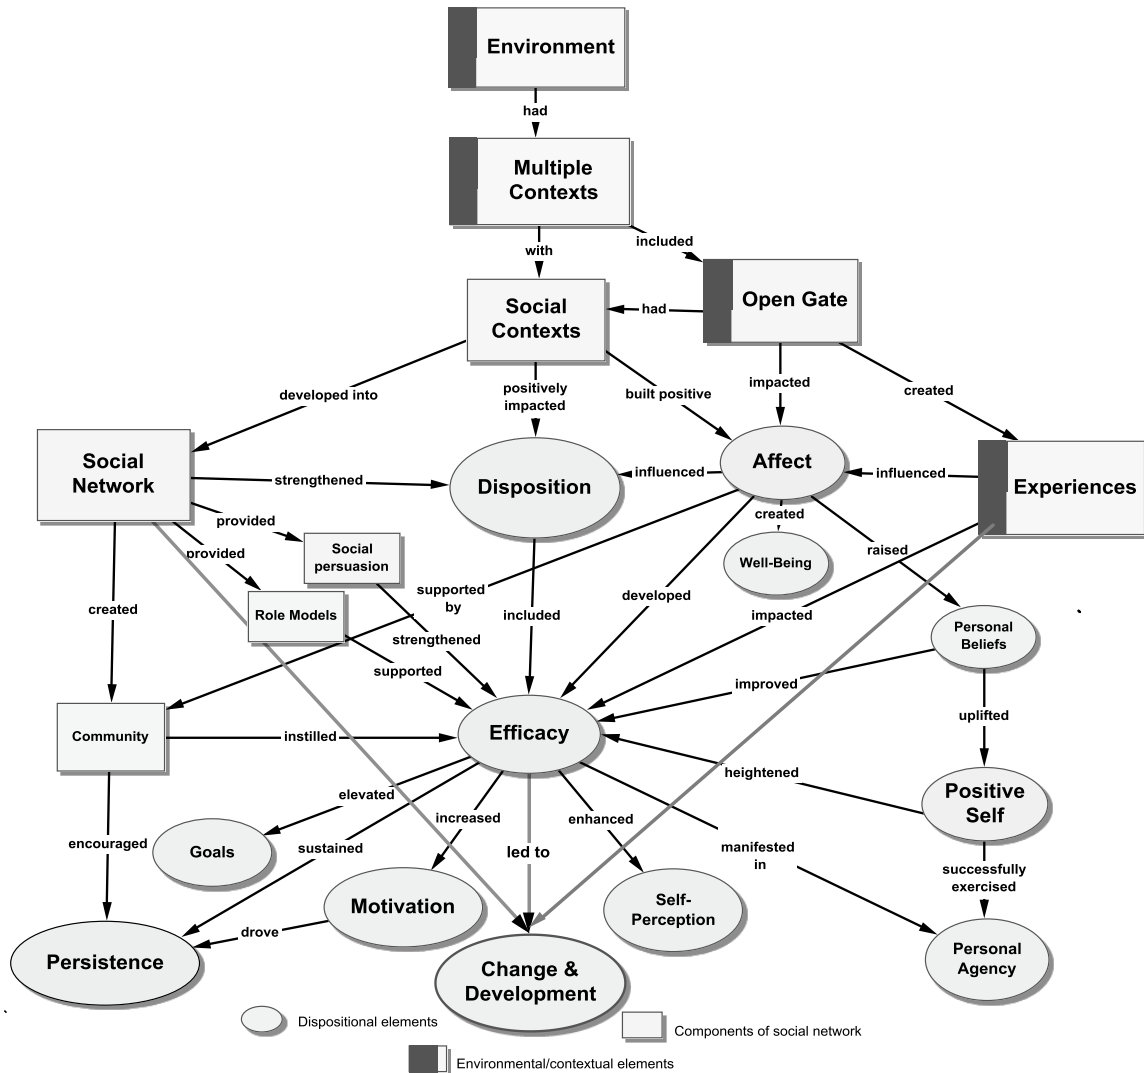 Environment
had
Multiple
Contexts
with
included
Open Gate
Social
Contexts
had
developed into
positively
impacted
built positive
impacted
created
Social
Network
strengthened
Disposition
influenced
Affect
influenced
Experiences
provided
provided
Social
persuasion
created
Well-Being
raised
created
Role Models
supported
by
included
developed
impacted
Personal
Beliefs
strengthened
supported
improved
uplifted
Community
instilled
Efficacy
heightened
Positive
Self
elevated
increased
enhanced
encouraged
Goals
sustained
led to
manifested
in
successfully
exercised
Motivation
Self-
Perception
drove
Persistence
Change &
Development
Personal
Agency
Dispositional elements
Components of social network
Environmental/contextual elements